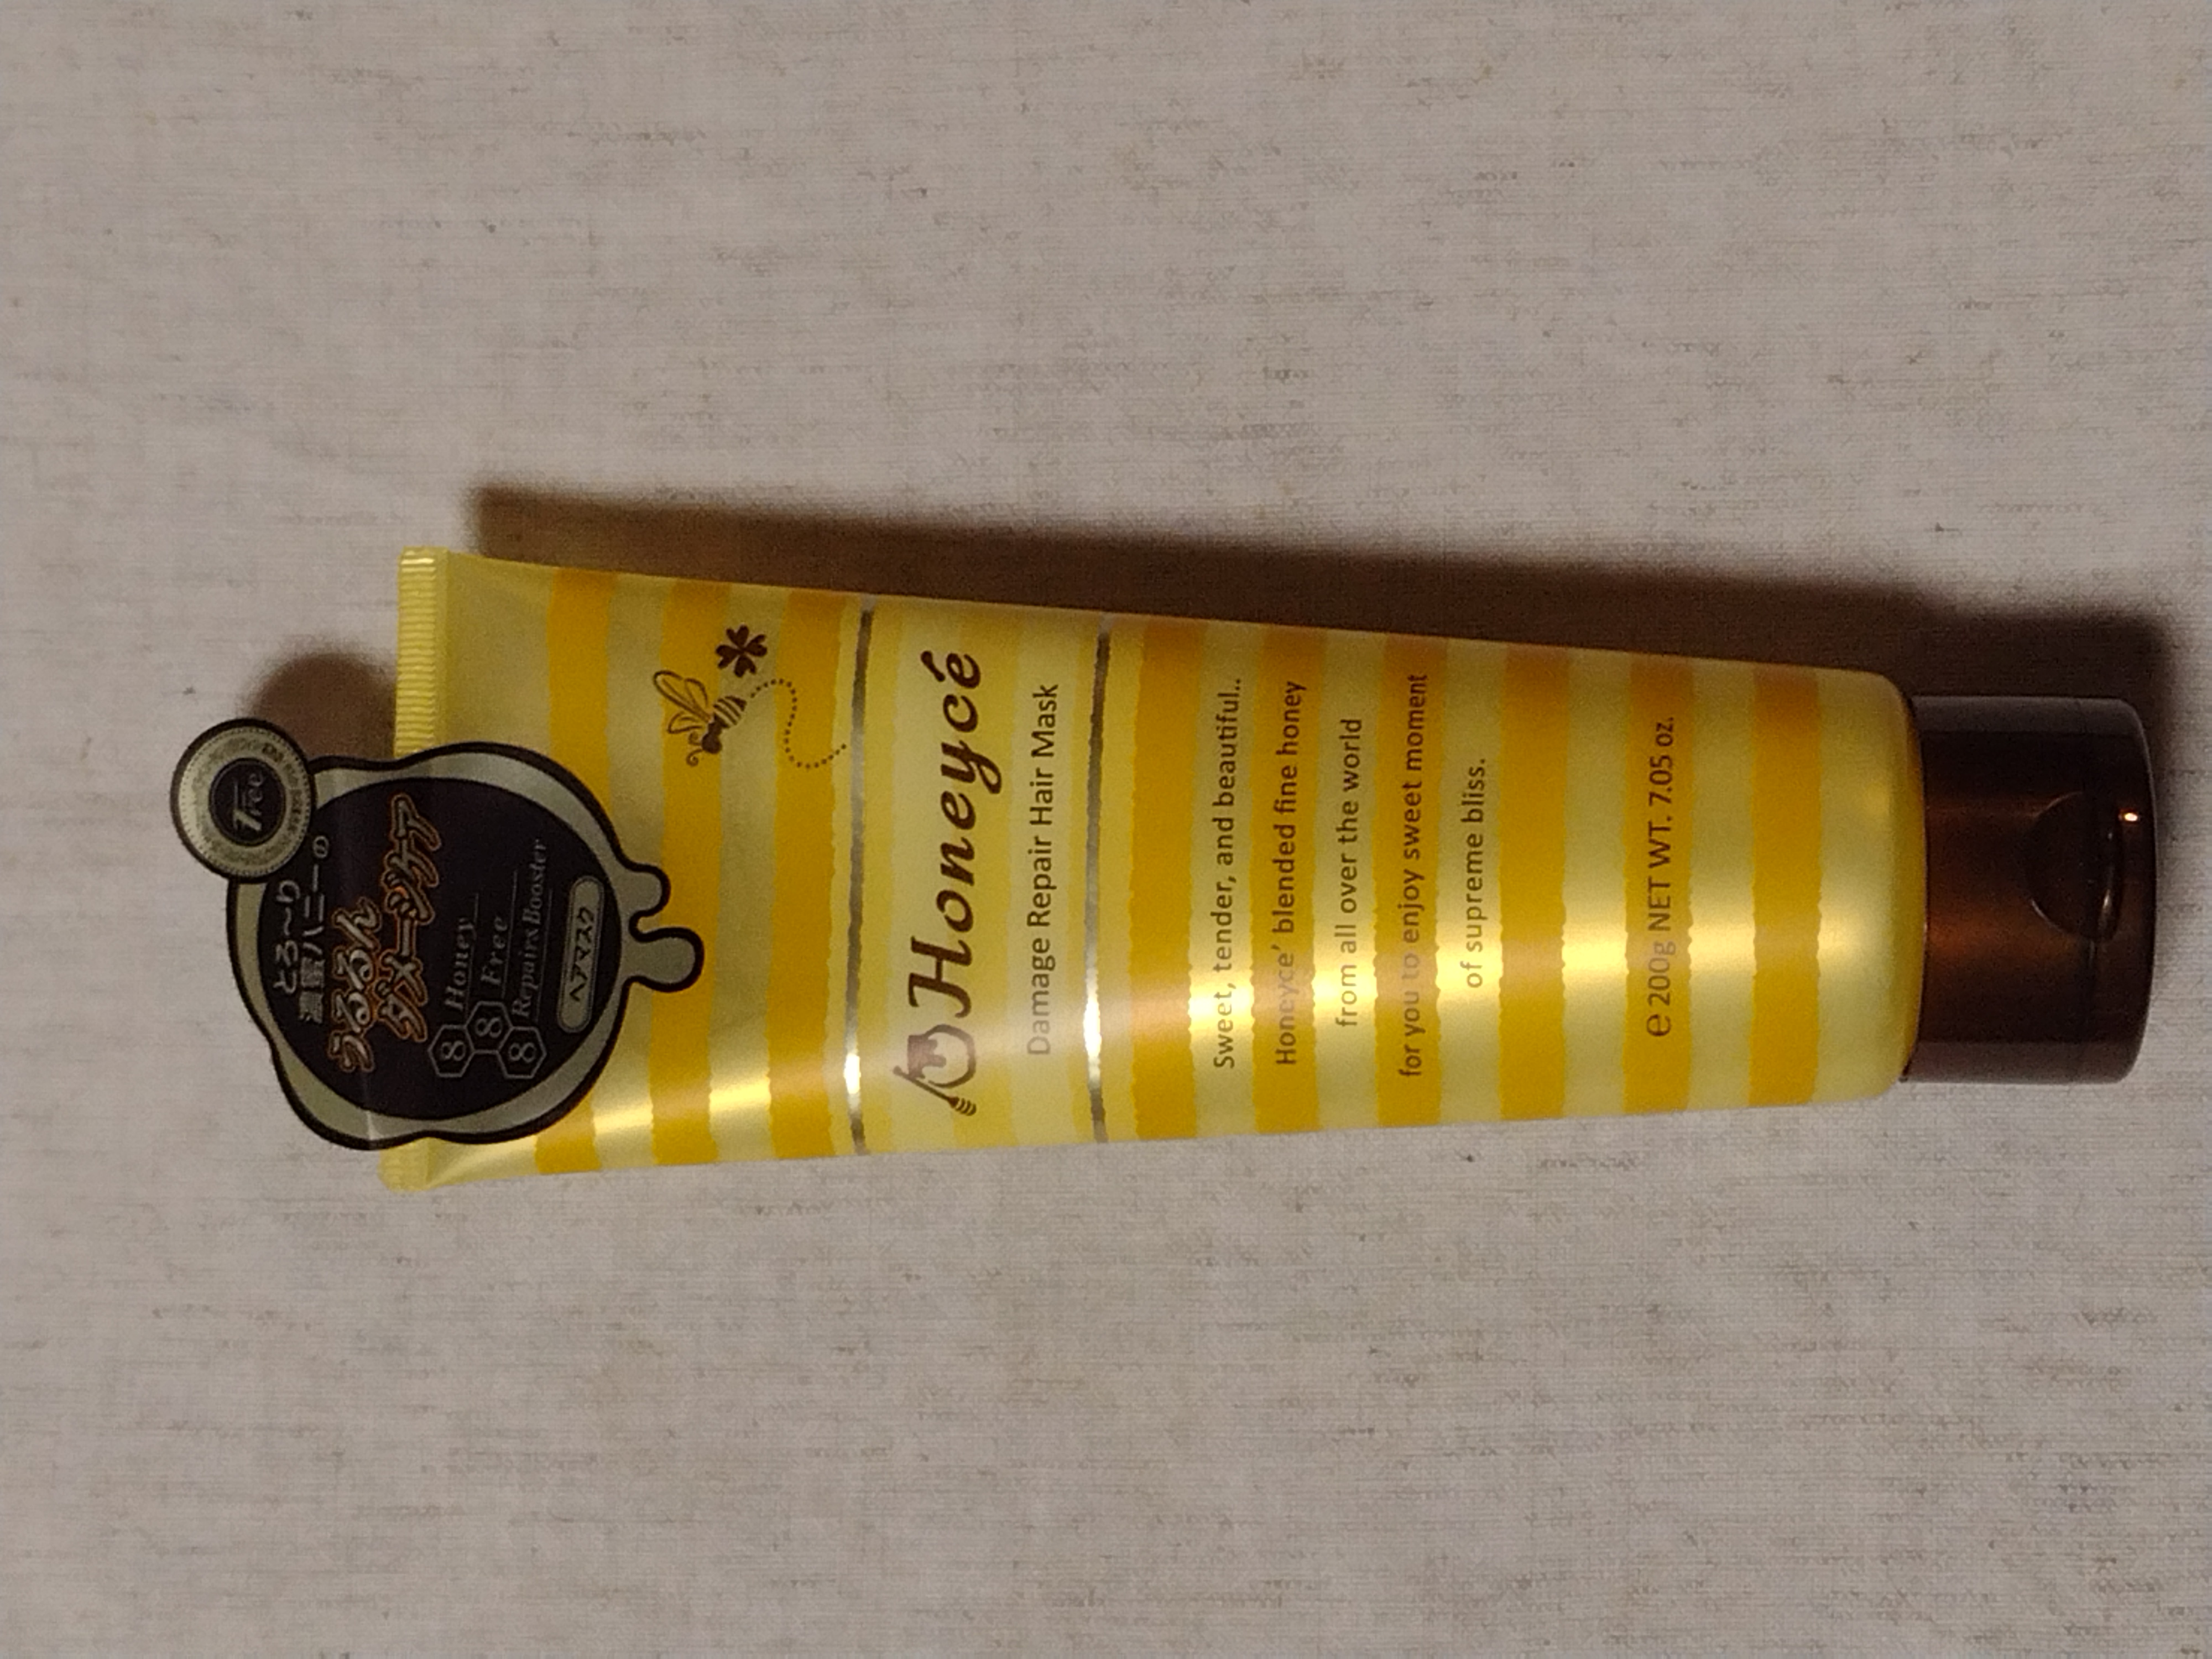 7Free
とろ～り
濃蜜ハニーの
うるるん
ダメージケア
8 Honey
8 Free
8 Repairs Booster
ヘアマスク
Honeycé
Damage Repair Hair Mask
Sweet, tender, and beautiful..
Honeyce’ blended fine honey
from all over the world
for you to enjoy sweet moment
of supreme bliss.
℮ 200g NET WT. 7.05 oz.